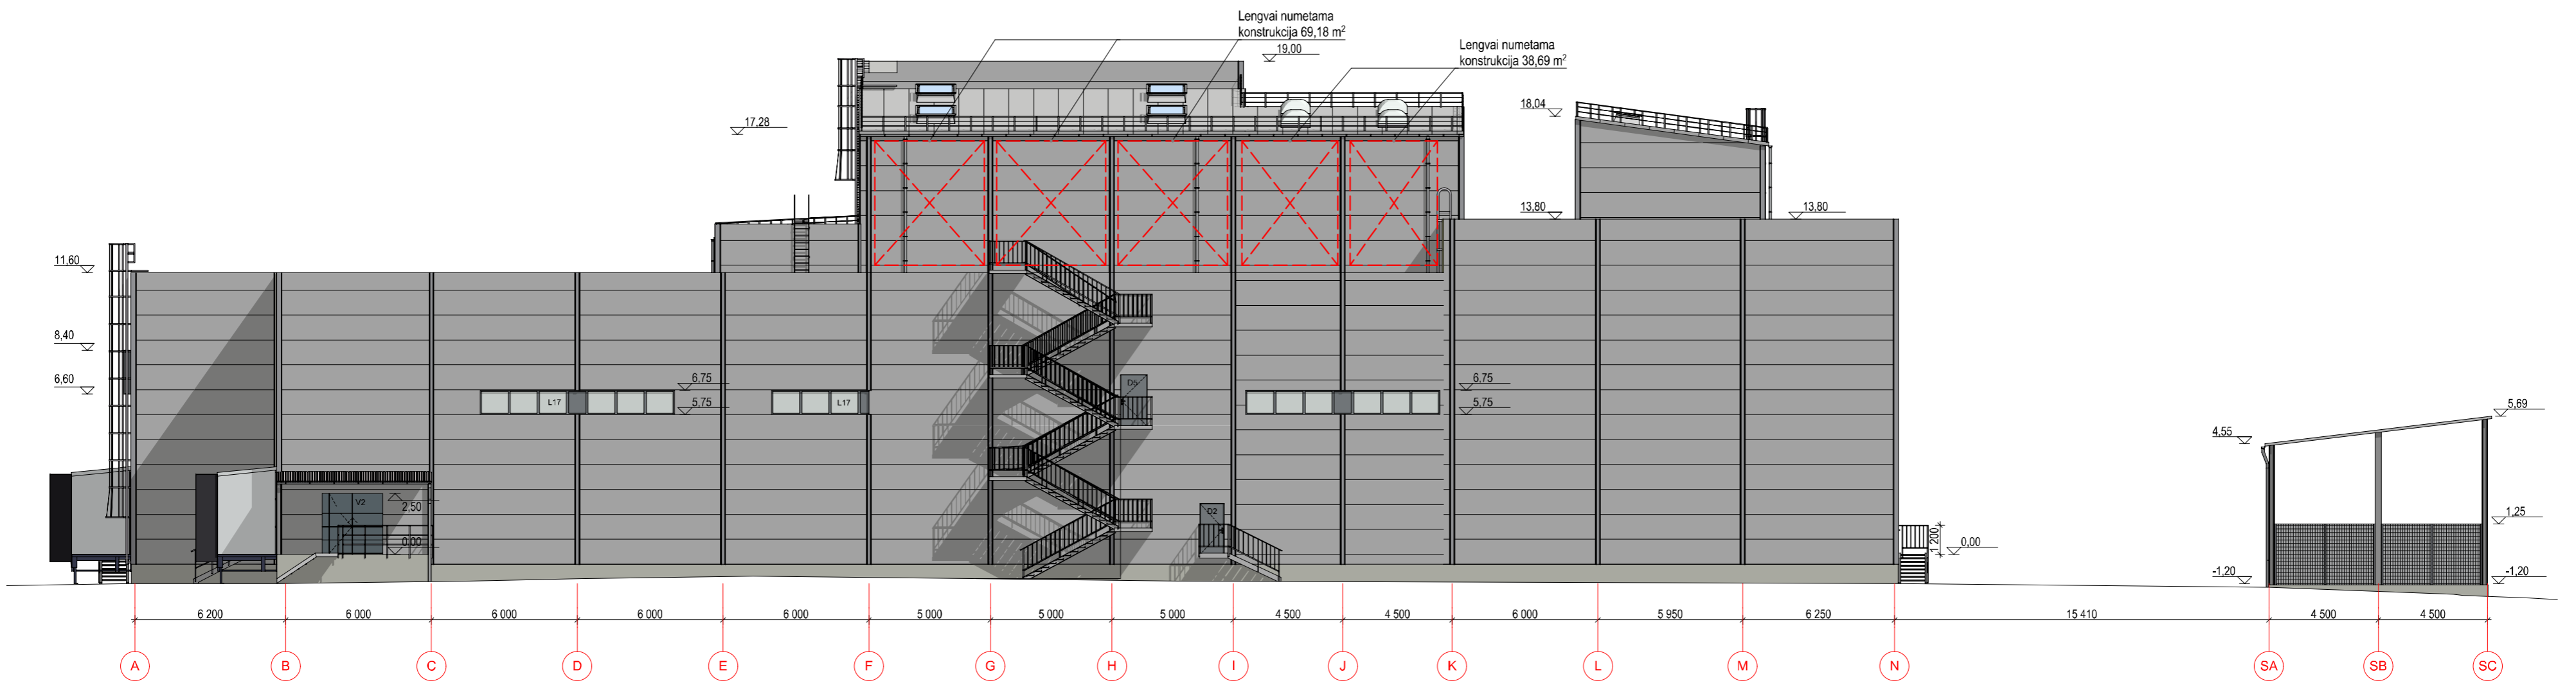 Lengvai numetama
konstrukcija 69,18 m²
19,00
Lengvai numetama
konstrukcija 38,69 m²
17,28
18,04
13,80
13,80
11,60
8,40
6,60
6,75
5,75
L17
L17
D5
6,75
5,75
5,69
4,55
V2
2,50
0,00
D2
1 200
0,00
1,25
-1,20
-1,20
6 200 6 000 6 000 6 000 6 000 5 000 5 000 5 000 4 500 4 500 6 000 5 950 6 250 15 410 4 500 4 500
A B C D E F G H I J K L M N SA SB SC